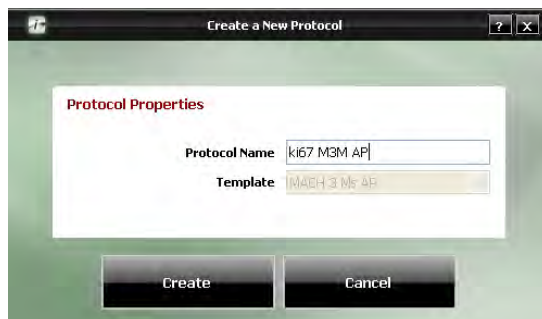 Create a New Protocol
? X
Protocol Properties
Protocol Name ki67 M3M AP
Template MACH 3 Ms AP
Create Cancel